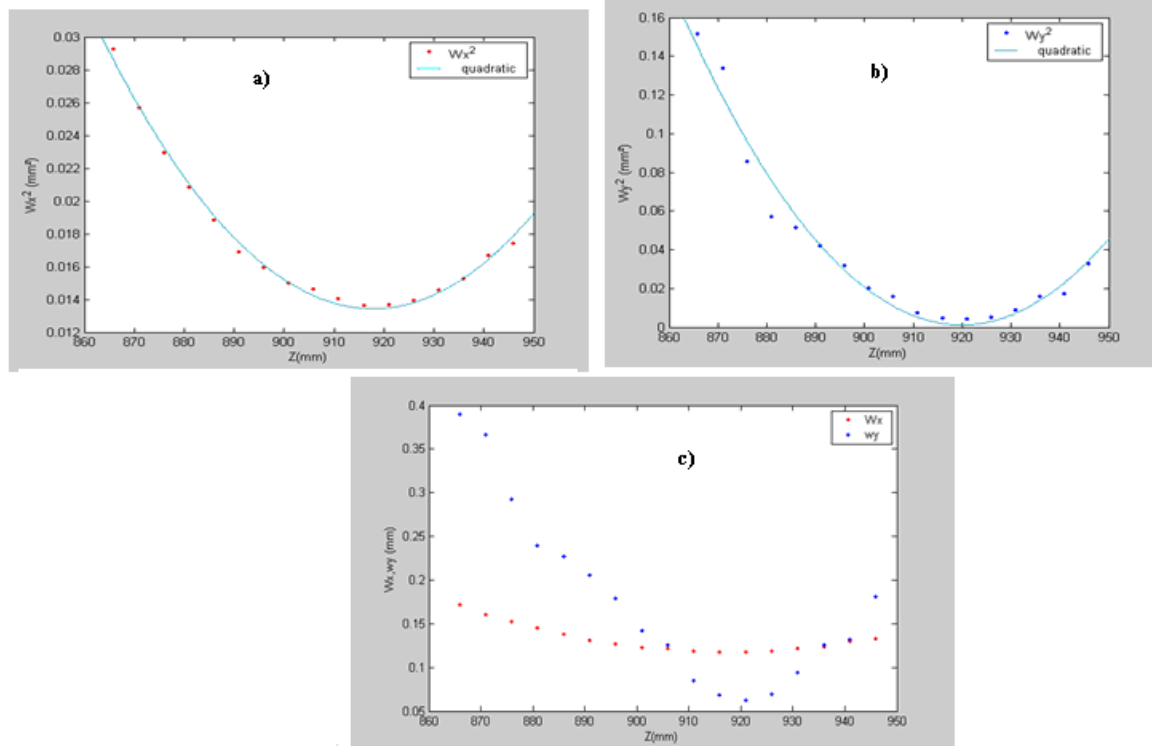 0.03
0.028
0.026
0.024
0.022
0.02
0.018
0.016
0.014
0.012
860 870 880 890 900 910 920 930 940 950
Z(mm)
Wx² (mm²)
Wx²
quadratic
a)
0.16
0.14
0.12
0.1
0.08
0.06
0.04
0.02
0
860 870 880 890 900 910 920 930 940 950
Z(mm)
Wy² (mm²)
Wy²
quadratic
b)
0.4
0.35
0.3
0.25
0.2
0.15
0.1
0.05
860 870 880 890 900 910 920 930 940 950
Z(mm)
Wx,wy (mm)
Wx
wy
c)